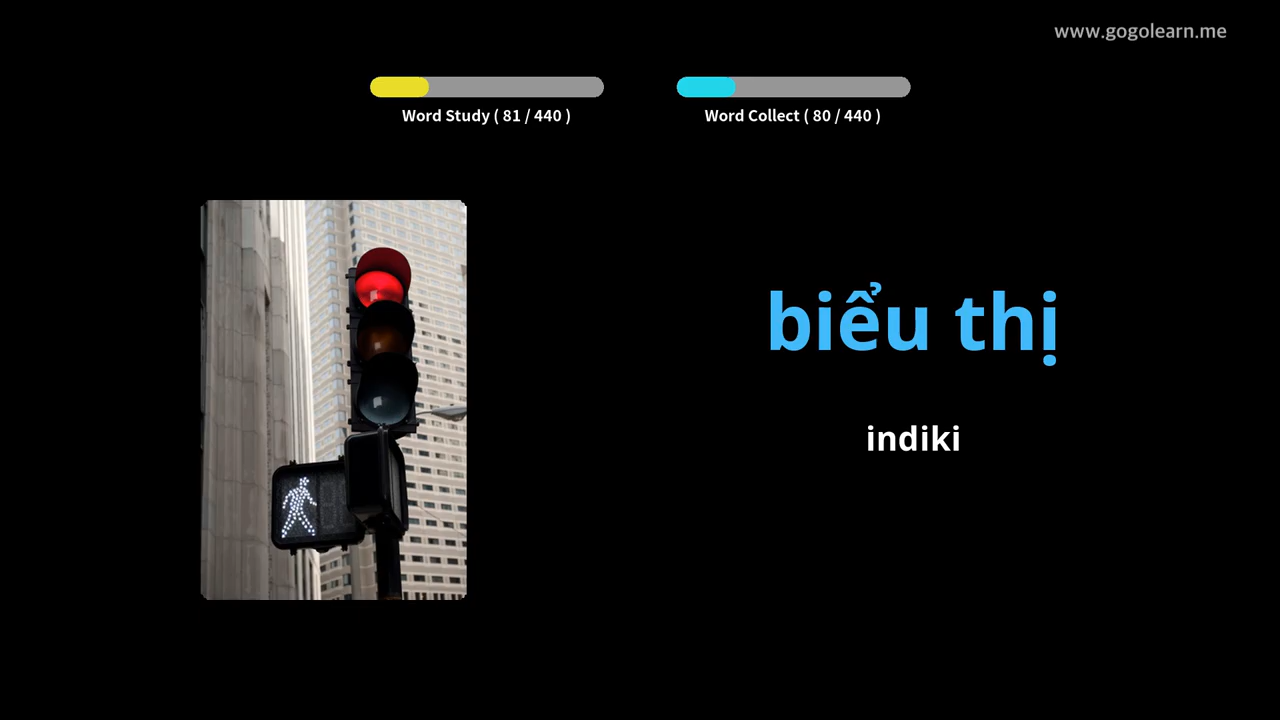 www.gogolearn.me
Word Study ( 81 / 440 )
Word Collect ( 80 / 440 )
biểu thị
indiki